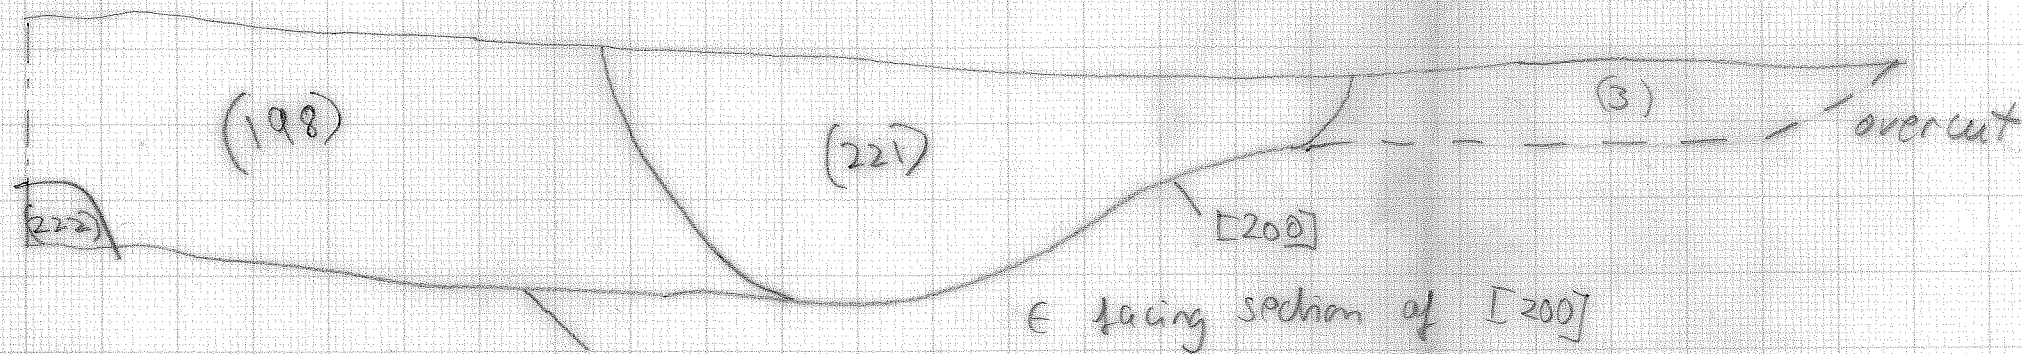 (198)
(221)
(3)
overcut
(222)
[200]
E facing section of [200]